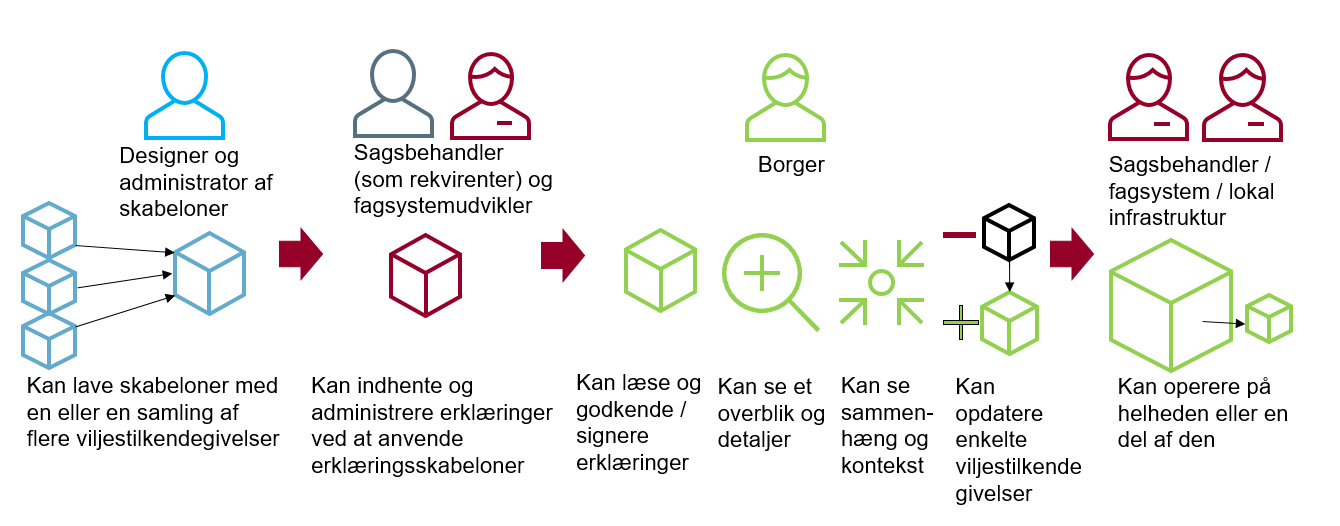 Designer og
administrator af
skabeloner
Sagsbehandler
(som rekvirenter) og
fagsystemudvikler
Borger
Sagsbehandler /
fagsystem / lokal
infrastruktur
Kan lave skabeloner med
en eller en samling af
flere viljestilkendegivelser
Kan indhente og
administrere erklæringer
ved at anvende
erklæringsskabeloner
Kan læse og
godkende /
signere
erklæringer
Kan se et
overblik og
detaljer
Kan se
sammen-
hæng og
kontekst
Kan
opdatere
enkelte
viljestilkende
givelser
Kan operere på
helheden eller en
del af den